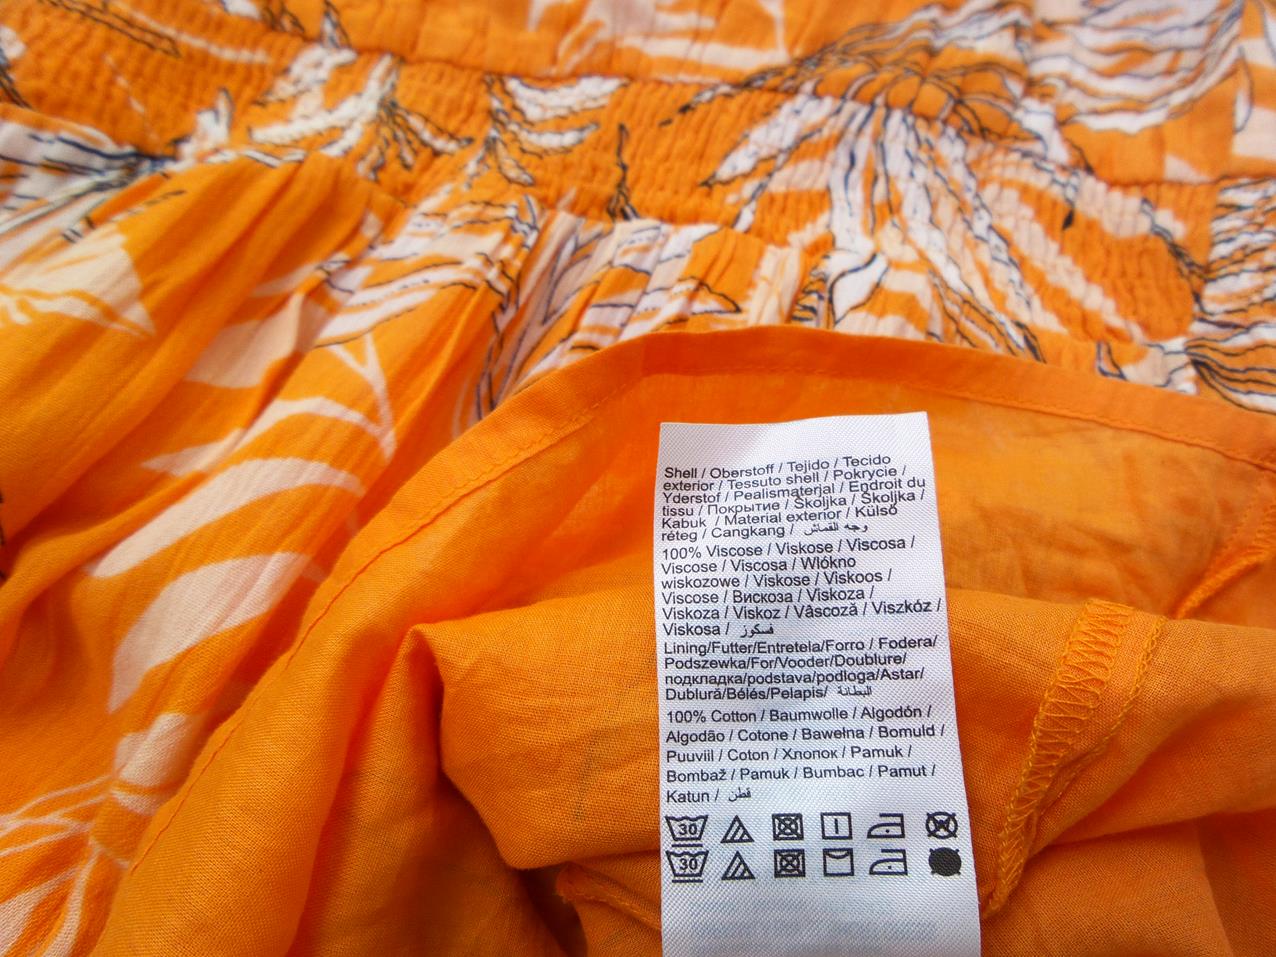 Shell / Oberstoff / Tejido / Tecido
exterior / Tessuto shell / Pokrycie /
Yderstof / Pealismaterjal / Endroit du
tissu / Покрытие / Školjka / Školjka /
Kabuk / Material exterior / Külső
réteg / Cangkang / وجه القماش
100% Viscose / Viskose / Viscosa /
Viscose / Viscosa / Włókno
wiskozowe / Viskose / Viskoos /
Viscose / Вискоза / Viskoza /
Viskoza / Viskoz / Vâscoză / Viszkóz /
Viskosa / فسكوز
Lining/Futter/Entretela/Forro / Fodera/
Podszewka/For/Vooder/Doublure/
подкладка/podstava/podloga/Astar/
Dublură/Bélés/Pelapis/ البطانة
100% Cotton / Baumwolle / Algodón /
Algodão / Cotone / Bawełna / Bomuld /
Puuviil / Coton / Хлопок / Pamuk /
Bombaž / Pamuk / Bumbac / Pamut /
Katun / قطن
30
30